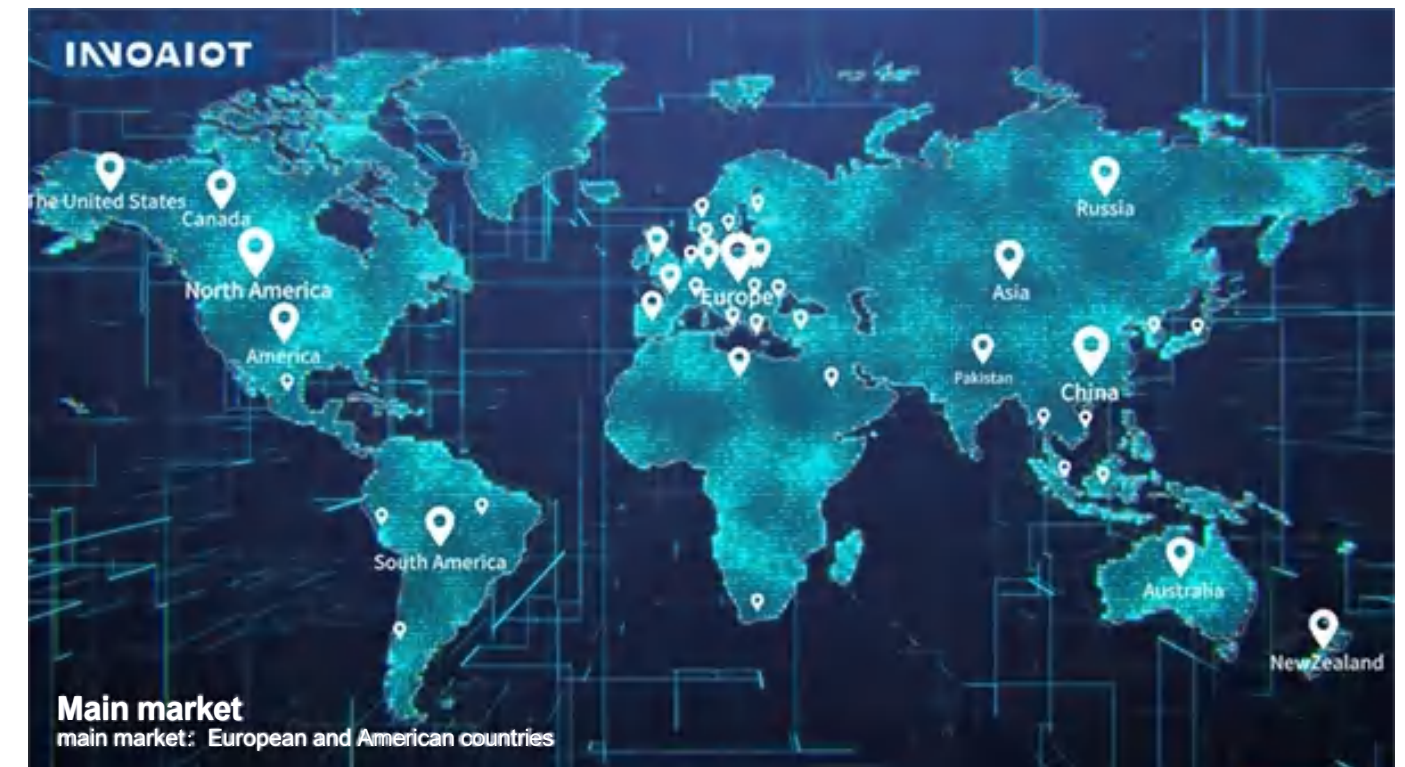 INNOAIOT
The United States
Canada
North America
America
Europe
Russia
Asia
Pakistan
China
South America
Australia
NewZealand
Main market
main market: European and American countries